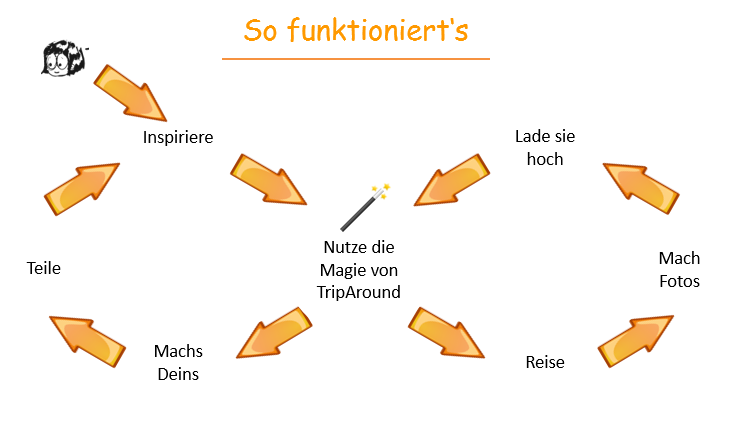 So funktioniert's
Inspiriere
Lade sie
hoch
Nutze die
Magie von
TripAround
Teile
Mach
Fotos
Machs
Deins
Reise